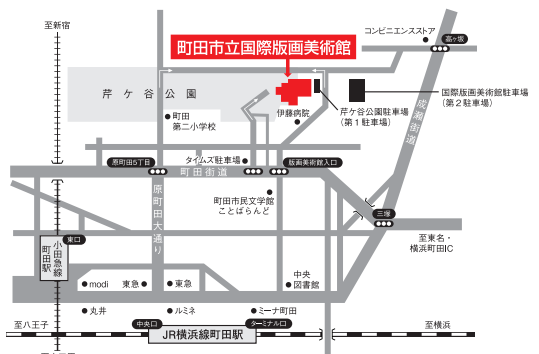 至新宿
コンビニエンスストア
高ヶ坂
町田市立国際版画美術館
芹ケ谷公園
町田
第二小学校
伊藤病院
芹ケ谷公園駐車場
（第１駐車場）
国際版画美術館駐車場
（第２駐車場）
成瀬街道
原町田5丁目
タイムズ駐車場
版画美術館入口
町田街道
原町田大通り
町田市民文学館
ことばらんど
三塚
至東名・
横浜町田IC
東口
小田急線
町田駅
modi
東急
東急
中央
図書館
丸井
ルミネ
ミーナ町田
至八王子
中央口
ターミナル口
至横浜
JR横浜線町田駅